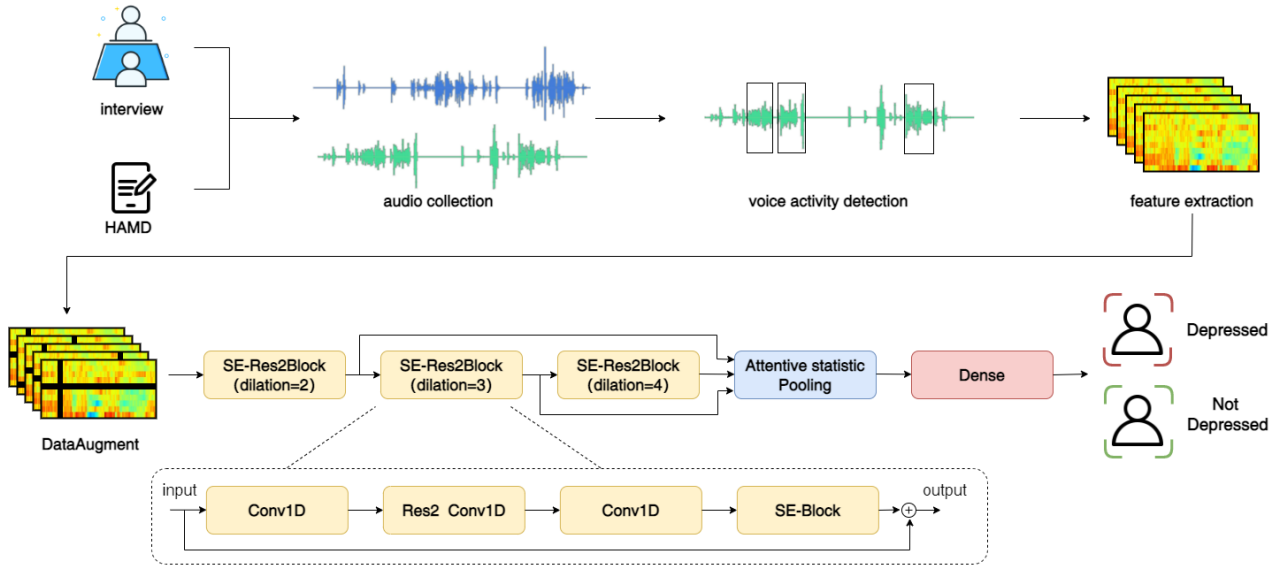 interview
HAMD
audio collection
voice activity detection
feature extraction
DataAugment
SE-Res2Block
(dilation=2)
SE-Res2Block
(dilation=3)
SE-Res2Block
(dilation=4)
Attentive statistic
Pooling
Dense
Depressed
Not
Depressed
input
Conv1D
Res2 Conv1D
Conv1D
SE-Block
output